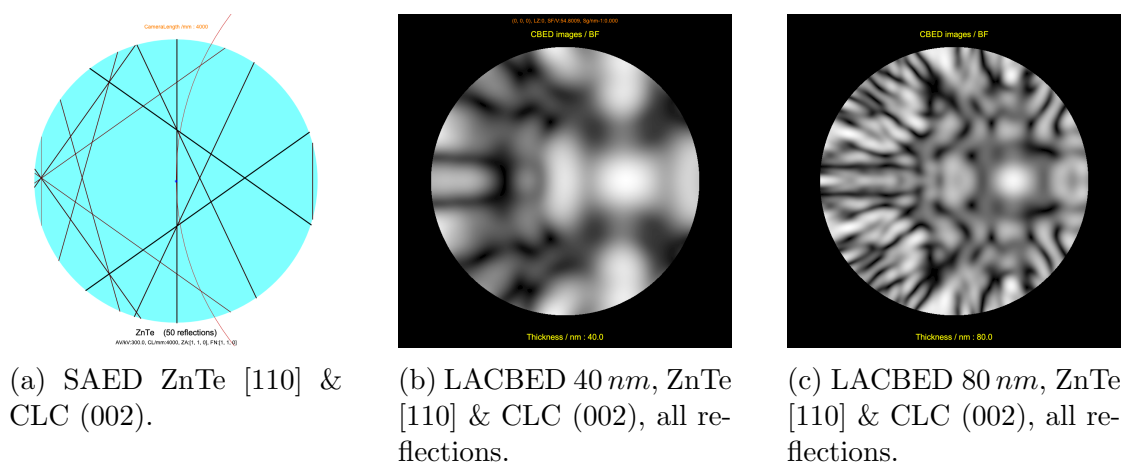 CameraLength /mm : 4000
ZnTe (50 reflections)
AV/kV:300.0, CL/mm:4000, ZA:[1, 1, 0], FN:[1, 1, 0]
(a) SAED ZnTe [110] &
CLC (002).
(0, 0, 0), LZ:0, SF/V:94.8009, Sg/nm-1:0.000
CBED images / BF
Thickness / nm : 40.0
(b) LACBED 40 nm, ZnTe
[110] & CLC (002), all re-
flections.
CBED images / BF
Thickness / nm : 80.0
(c) LACBED 80 nm, ZnTe
[110] & CLC (002), all re-
flections.